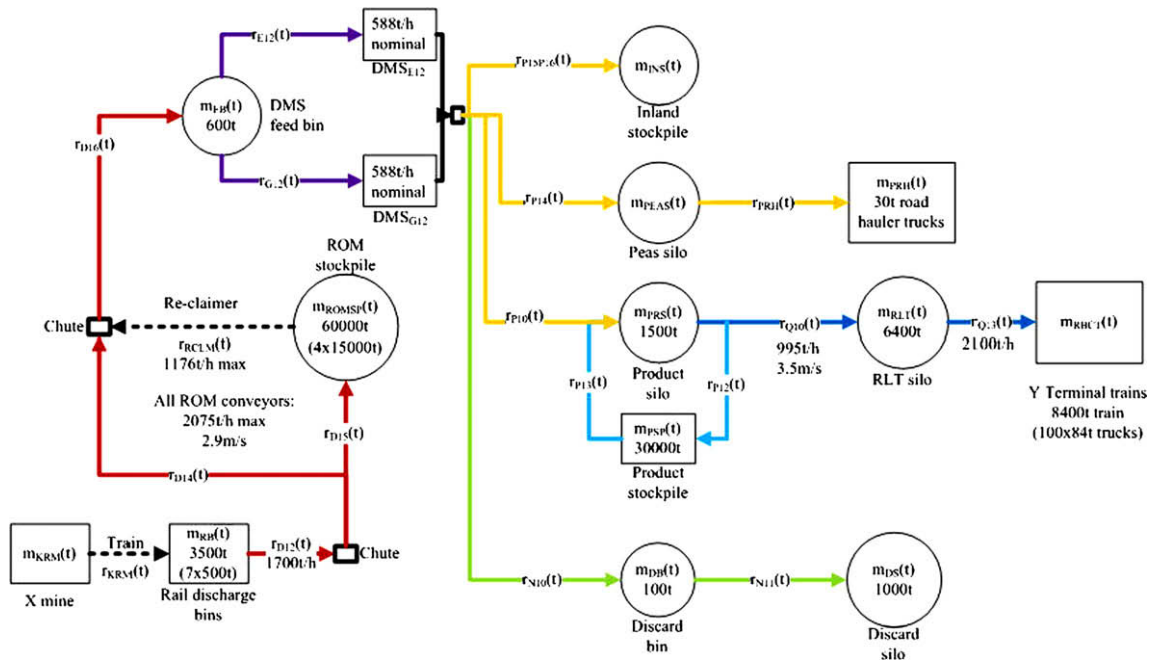 r_E12(t)
588t/h
nominal
DMS_E12
m_FB(t)
600t
DMS
feed bin
r_D16(t)
r_G12(t)
588t/h
nominal
DMS_G12
r_P15P16(t)
m_INS(t)
Inland
stockpile
r_P14(t)
m_PEAS(t)
Peas silo
r_PRH(t)
m_PRH(t)
30t road
hauler trucks
ROM
stockpile
m_ROMSP(t)
60000t
(4x15000t)
Re-claimer
Chute
r_RCLM(t)
1176t/h max
All ROM conveyors:
2075t/h max
2.9m/s
r_D15(t)
r_D14(t)
r_P10(t)
m_PRS(t)
1500t
Product
silo
r_Q10(t)
995t/h
3.5m/s
m_RLT(t)
6400t
RLT silo
r_Q13(t)
2100t/h
m_RHCT(t)
Y Terminal trains
8400t train
(100x84t trucks)
r_P13(t)
r_P12(t)
m_PSP(t)
30000t
Product
stockpile
m_KRM(t)
X mine
Train
r_KRM(t)
m_RH(t)
3500t
(7x500t)
Rail discharge
bins
r_D12(t)
1700t/h
Chute
r_N10(t)
m_DB(t)
100t
Discard
bin
r_N11(t)
m_DS(t)
1000t
Discard
silo